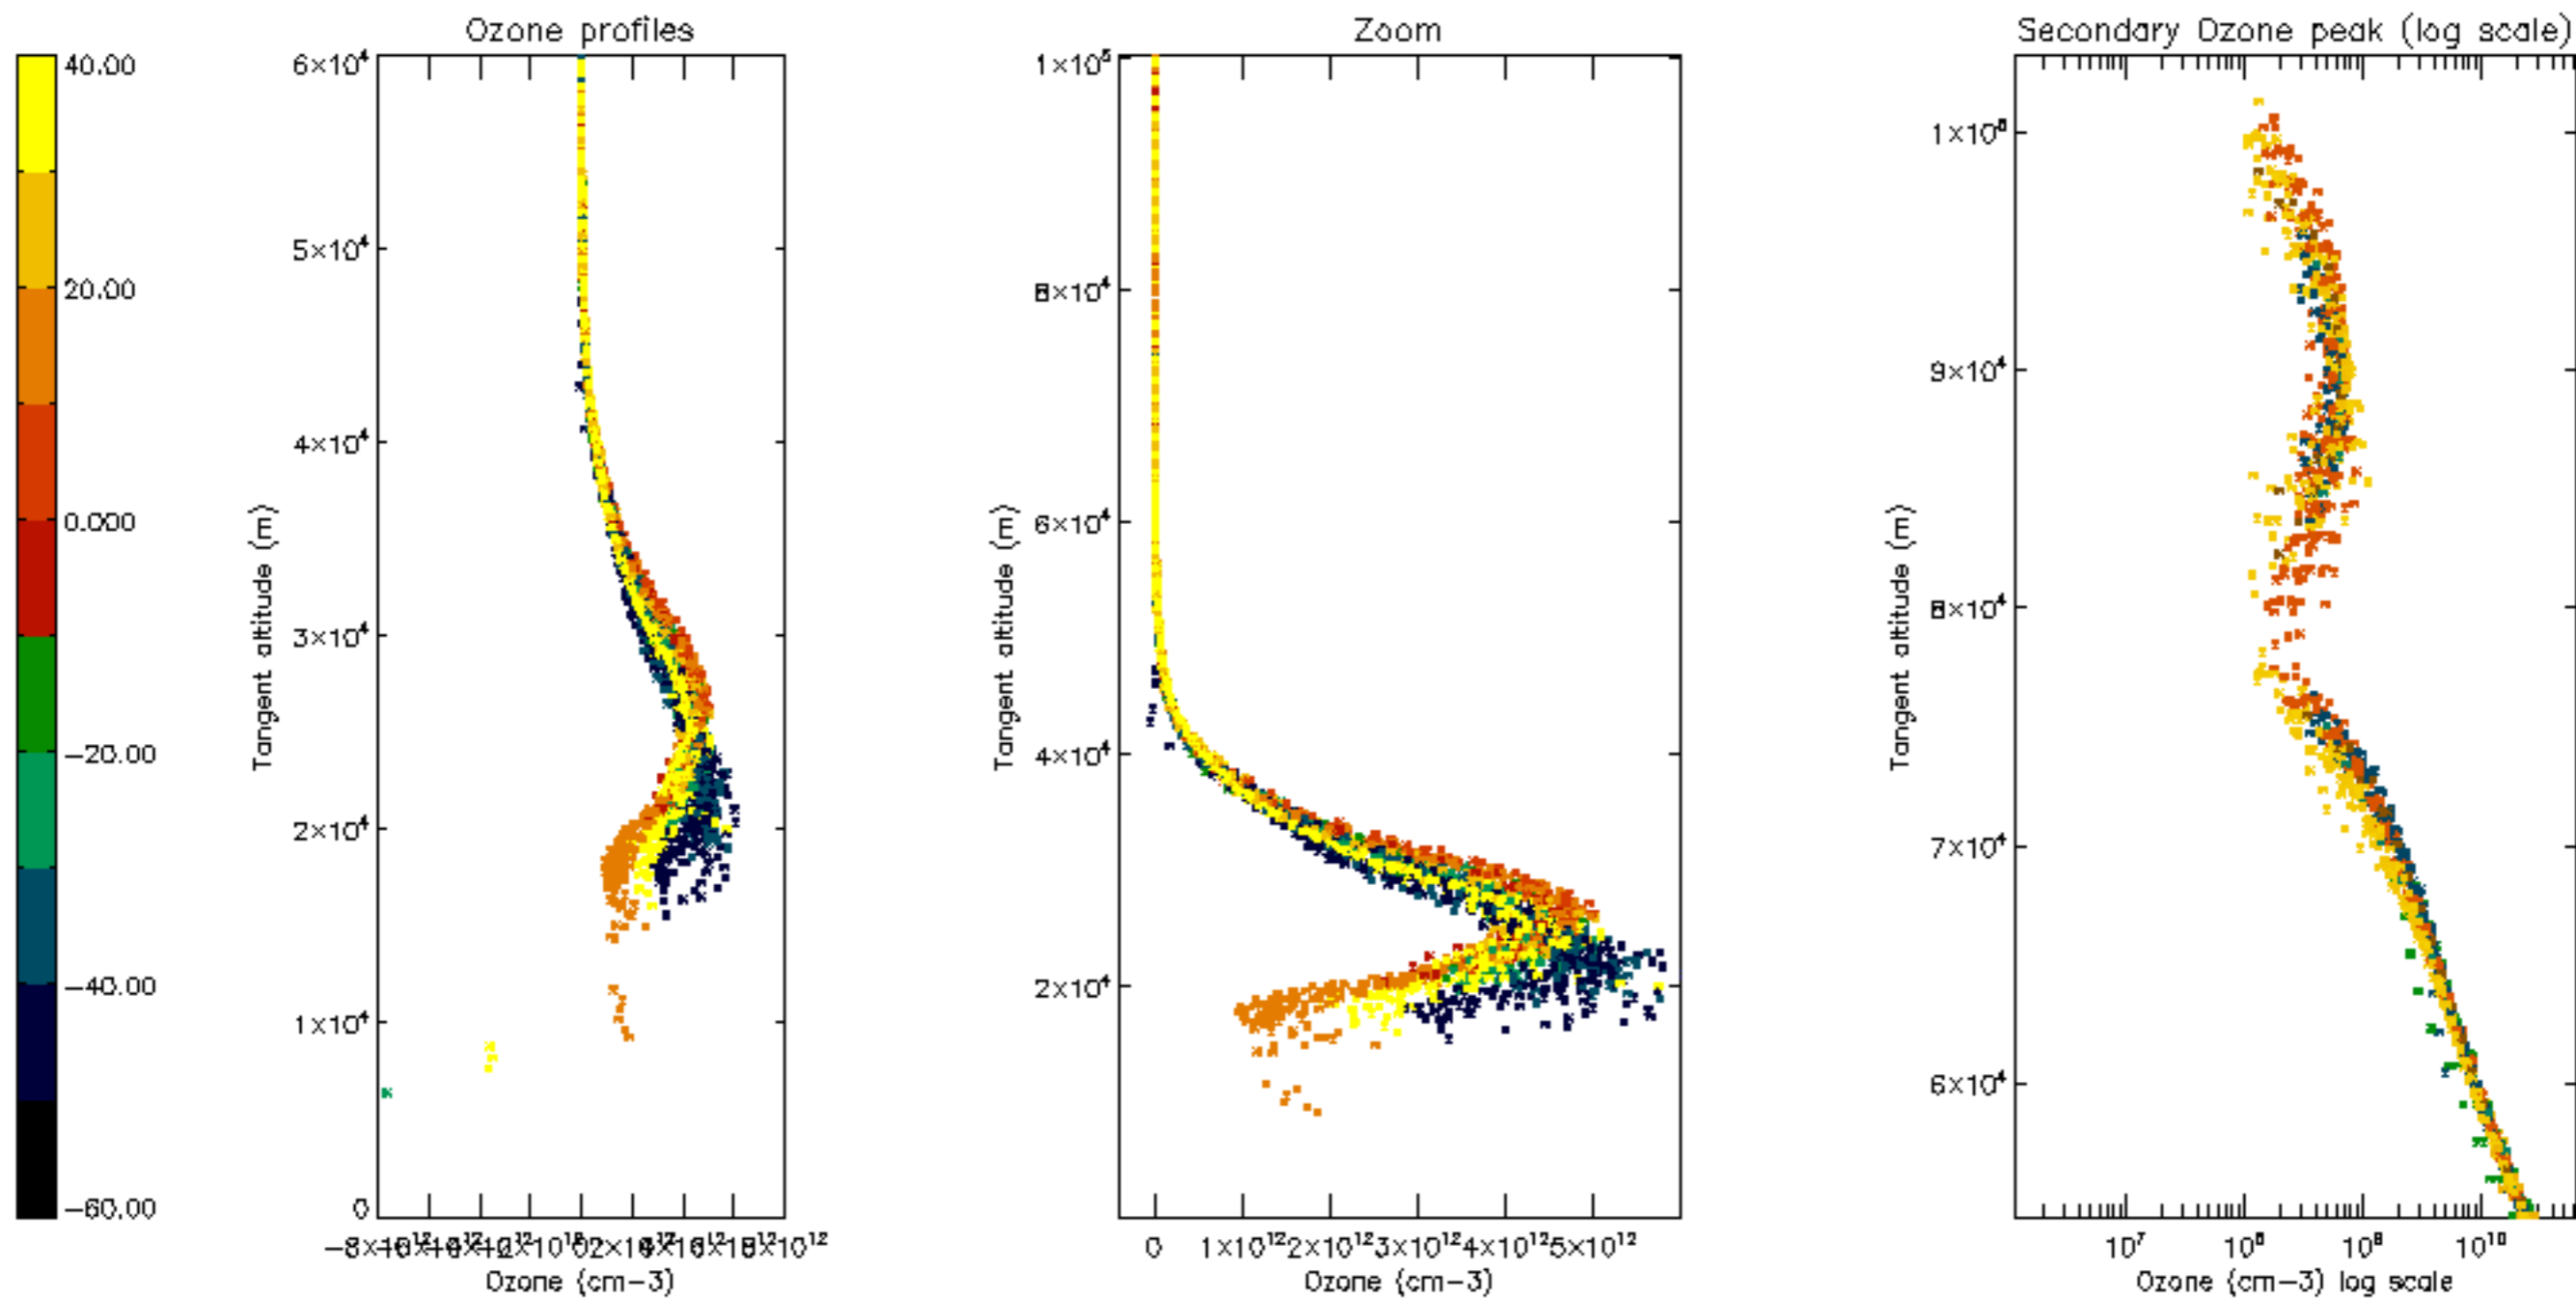 Ozone profiles
Zoom
Secondary Ozone peak (log scale)
40.00
20.00
0.000
−20.00
−40.00
−60.00
Tangent altitude (m)
6×10⁴
5×10⁴
4×10⁴
3×10⁴
2×10⁴
1×10⁴
0
Ozone (cm−3)
Tangent altitude (m)
1×10⁵
8×10⁴
6×10⁴
4×10⁴
2×10⁴
0 1×10¹² 2×10¹² 3×10¹² 4×10¹² 5×10¹²
Ozone (cm−3)
Tangent altitude (m)
9×10⁴
8×10⁴
7×10⁴
6×10⁴
10⁷ 10⁸ 10⁹ 10¹⁰
Ozone (cm−3) log scale